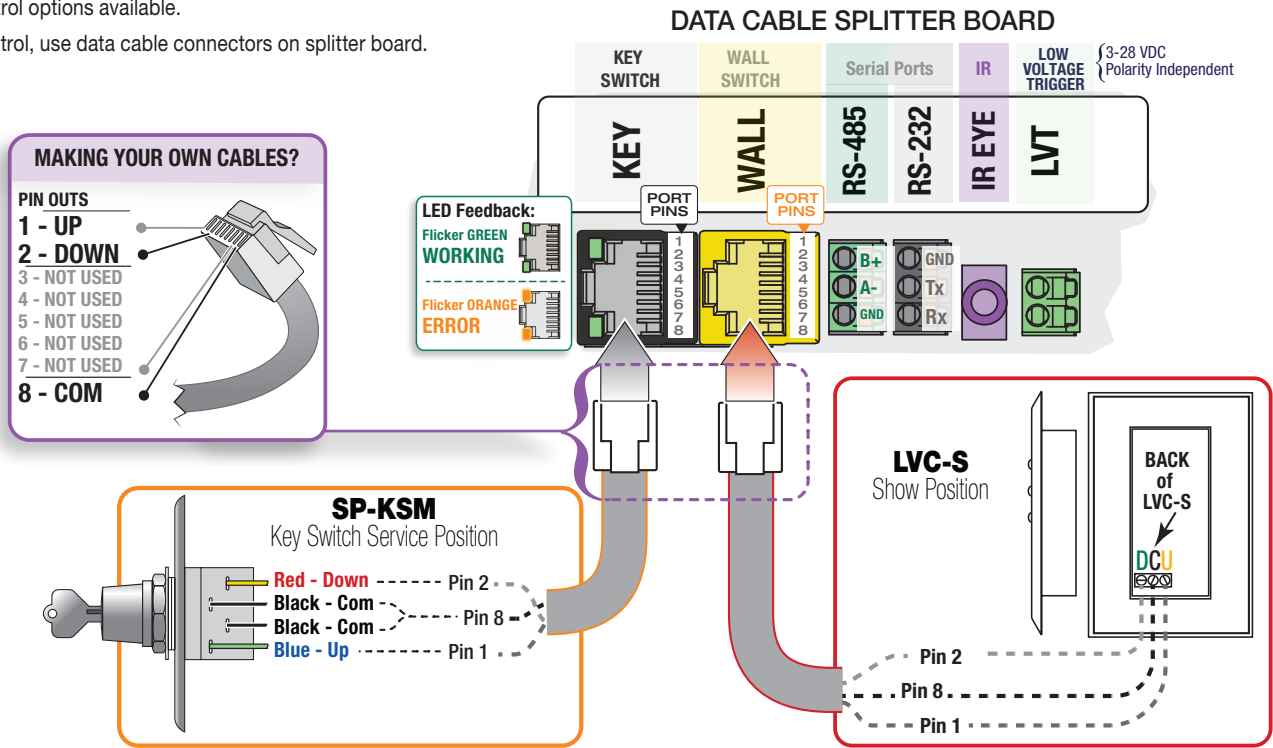 trol options available.
trol, use data cable connectors on splitter board.
DATA CABLE SPLITTER BOARD
KEY
SWITCH
WALL
SWITCH
Serial Ports
IR
LOW
VOLTAGE
TRIGGER
3-28 VDC
Polarity Independent
KEY
WALL
RS-485
RS-232
IR EYE
LVT
MAKING YOUR OWN CABLES?
PIN OUTS
1 - UP
2 - DOWN
3 - NOT USED
4 - NOT USED
5 - NOT USED
6 - NOT USED
7 - NOT USED
8 - COM
LED Feedback:
Flicker GREEN
WORKING
Flicker ORANGE
ERROR
PORT
PINS
1
2
3
4
5
6
7
8
PORT
PINS
1
2
3
4
5
6
7
8
B+
A-
GND
GND
Tx
Rx
SP-KSM
Key Switch Service Position
Red - Down
Pin 2
Black - Com
Black - Com
Pin 8
Blue - Up
Pin 1
LVC-S
Show Position
BACK
of
LVC-S
DCU
Pin 2
Pin 8
Pin 1